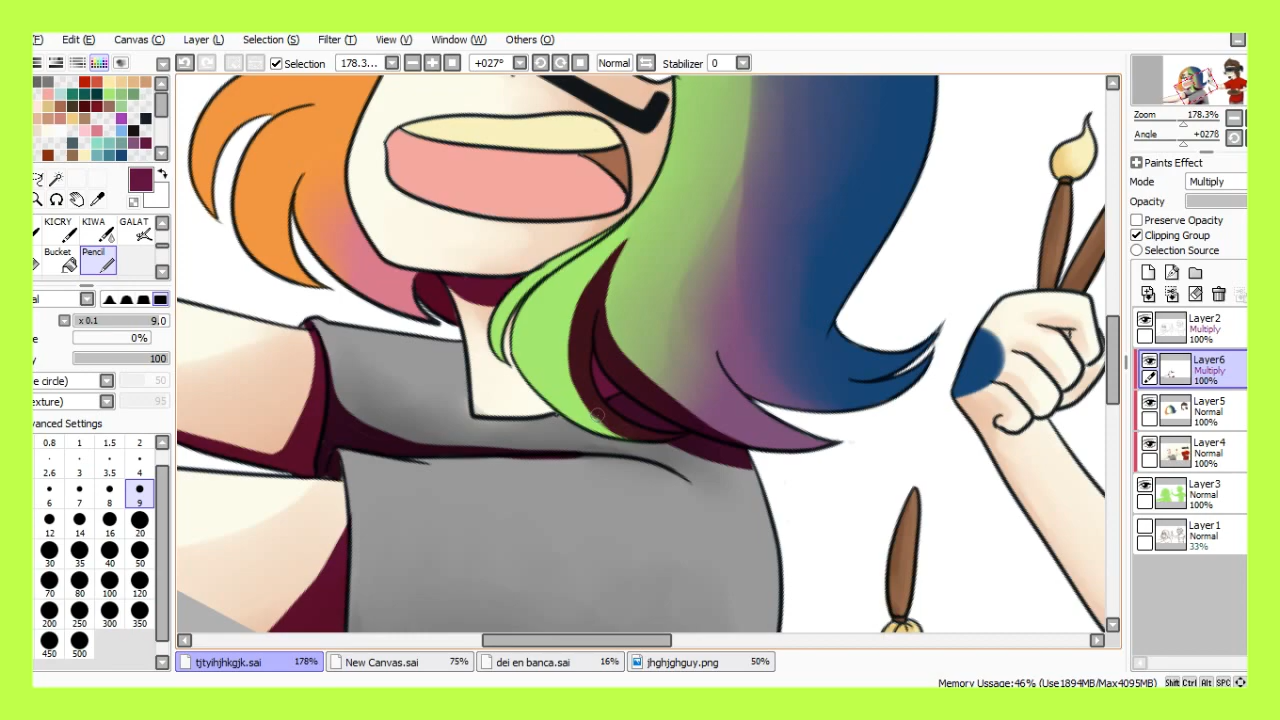 (F) Edit (E) Canvas (C) Layer (L) Selection (S) Filter (T) View (V) Window (W) Others (O)
Selection 178.3... +027° Normal Stabilizer 0
Zoom 178.3%
Angle +0278
Paints Effect
Mode Multiply
Opacity
Preserve Opacity
Clipping Group
Selection Source
KICRY KIWA GALAT
Bucket Pencil
al
x 0.1 9.0
e 0%
y 100
e circle) 50
exture) 95
vanced Settings
0.8 1 1.5 2
2.6 3 3.5 4
6 7 8 9
12 14 16 20
30 35 40 50
70 80 100 120
200 250 300 350
450 500
Layer2
Multiply
100%
Layer6
Multiply
100%
Layer5
Normal
100%
Layer4
Normal
100%
Layer3
Normal
100%
Layer1
Normal
33%
tjtyihjhkgjk.sai 178% New Canvas.sai 75% dei en banca.sai 16% jhghjghguy.png 50%
Memory Ussage:46% (Use1894MB/Max4095MB) Shift Ctrl Alt SPC